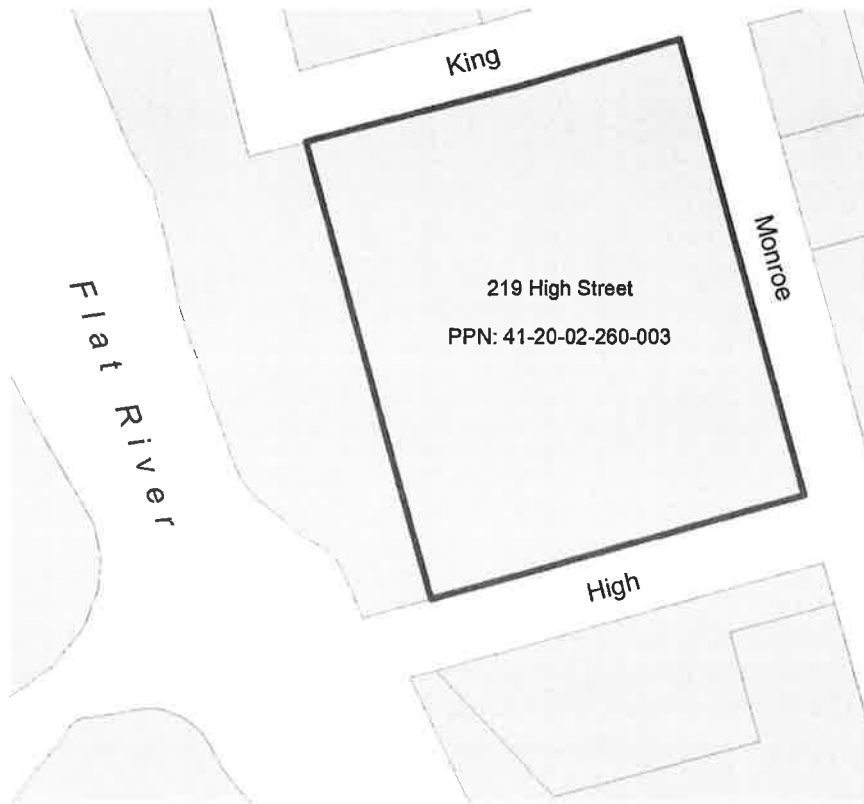 King
Monroe
219 High Street
PPN: 41-20-02-260-003
Flat River
High